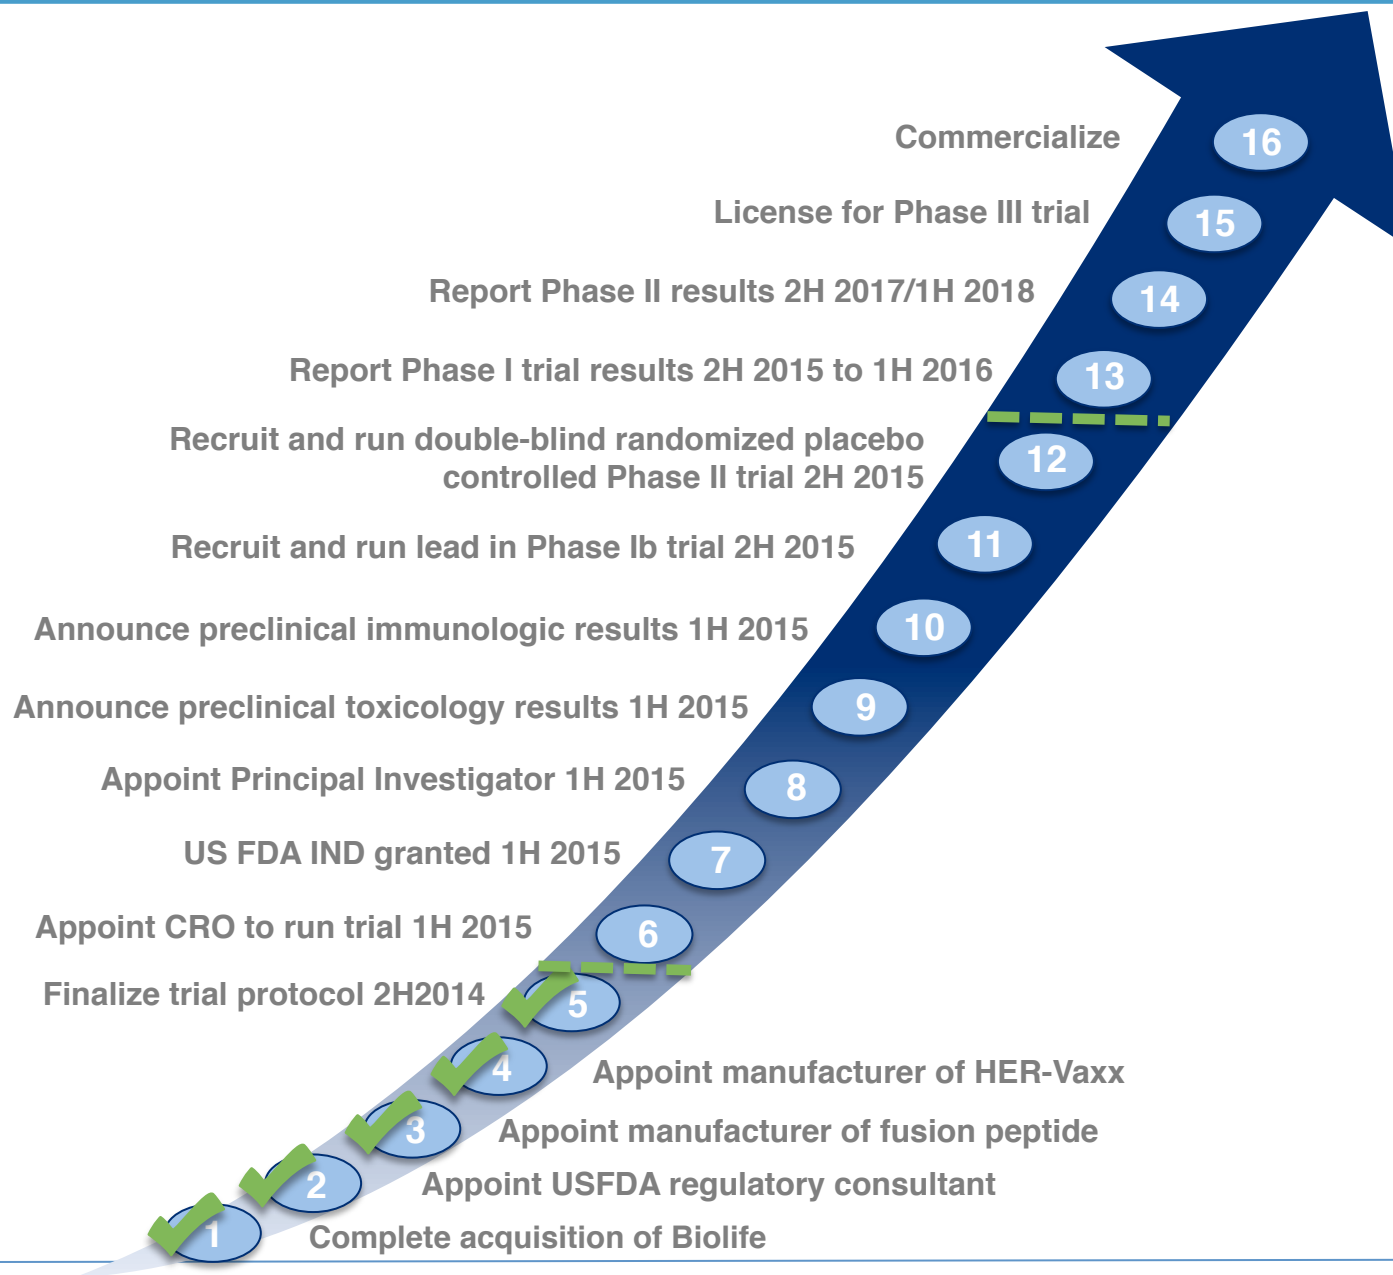 Commercialize
16
License for Phase III trial
15
Report Phase II results 2H 2017/1H 2018
14
Report Phase I trial results 2H 2015 to 1H 2016
13
Recruit and run double-blind randomized placebo
controlled Phase II trial 2H 2015
12
Recruit and run lead in Phase Ib trial 2H 2015
11
Announce preclinical immunologic results 1H 2015
10
Announce preclinical toxicology results 1H 2015
9
Appoint Principal Investigator 1H 2015
8
US FDA IND granted 1H 2015
7
Appoint CRO to run trial 1H 2015
6
Finalize trial protocol 2H2014
5
4
Appoint manufacturer of HER-Vaxx
3
Appoint manufacturer of fusion peptide
2
Appoint USFDA regulatory consultant
1
Complete acquisition of Biolife